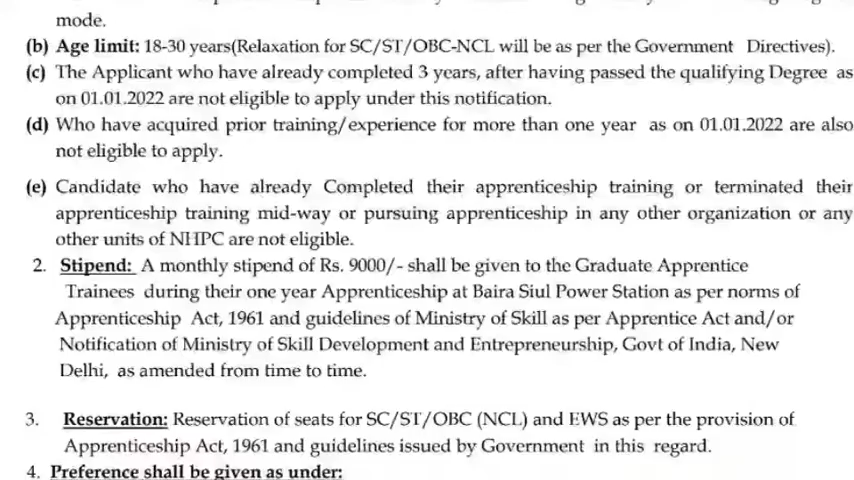 mode.
(b) Age limit: 18-30 years(Relaxation for SC/ST/OBC-NCL will be as per the Government Directives).
(c) The Applicant who have already completed 3 years, after having passed the qualifying Degree as
on 01.01.2022 are not eligible to apply under this notification.
(d) Who have acquired prior training/experience for more than one year as on 01.01.2022 are also
not eligible to apply.
(e) Candidate who have already Completed their apprenticeship training or terminated their
apprenticeship training mid-way or pursuing apprenticeship in any other organization or any
other units of NHPC are not eligible.
2. Stipend: A monthly stipend of Rs. 9000/- shall be given to the Graduate Apprentice
Trainees during their one year Apprenticeship at Baira Siul Power Station as per norms of
Apprenticeship Act, 1961 and guidelines of Ministry of Skill as per Apprentice Act and/or
Notification of Ministry of Skill Development and Entrepreneurship, Govt of India, New
Delhi, as amended from time to time.
3. Reservation: Reservation of seats for SC/ST/OBC (NCL) and EWS as per the provision of
Apprenticeship Act, 1961 and guidelines issued by Government in this regard.
4. Preference shall be given as under: